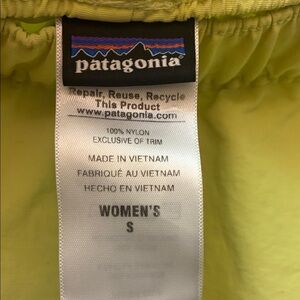 patagonia
Repair, Reuse, Recycle
This Product
www.patagonia.com
100% NYLON
EXCLUSIVE OF TRIM
MADE IN VIETNAM
FABRIQUÉ AU VIETNAM
HECHO EN VIETNAM
WOMEN'S
S